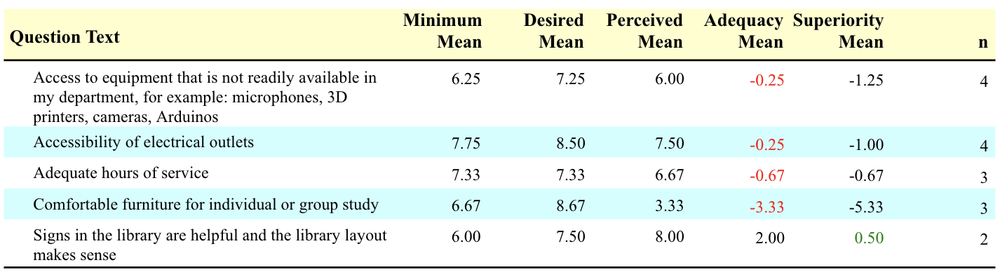 Question Text Minimum Mean Desired Mean Perceived Mean Adequacy Mean Superiority Mean n
Access to equipment that is not readily available in 6.25 7.25 6.00 -0.25 -1.25 4
my department, for example: microphones, 3D
printers, cameras, Arduinos
Accessibility of electrical outlets 7.75 8.50 7.50 -0.25 -1.00 4
Adequate hours of service 7.33 7.33 6.67 -0.67 -0.67 3
Comfortable furniture for individual or group study 6.67 8.67 3.33 -3.33 -5.33 3
Signs in the library are helpful and the library layout 6.00 7.50 8.00 2.00 0.50 2
makes sense